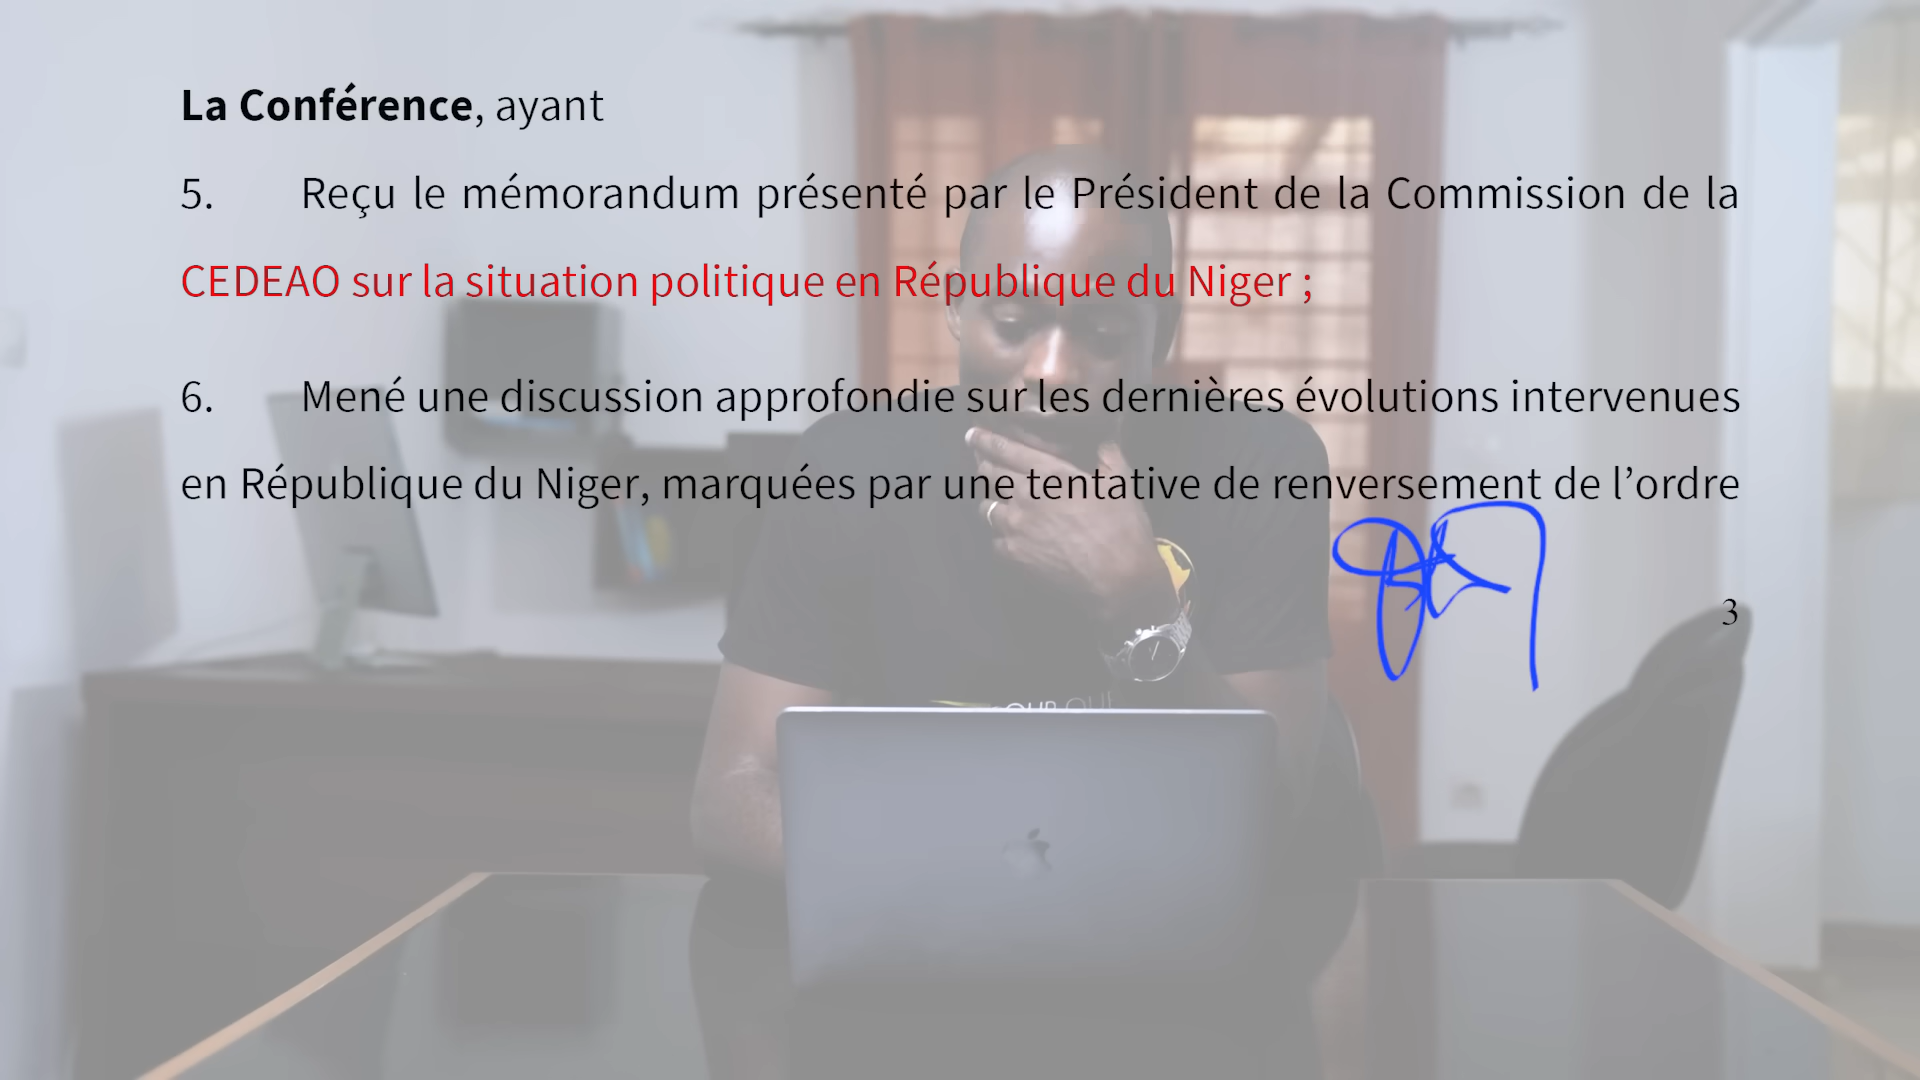 La Conférence, ayant
5. Reçu le mémorandum présenté par le Président de la Commission de la
CEDEAO sur la situation politique en République du Niger ;
6. Mené une discussion approfondie sur les dernières évolutions intervenues
en République du Niger, marquées par une tentative de renversement de l’ordre
3